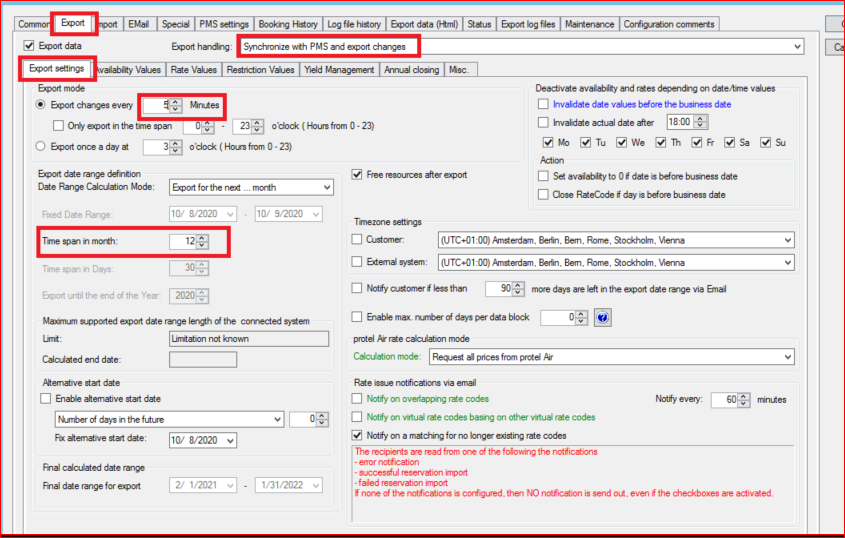 Common Export Import EMail Special PMS settings Booking History Log file history Export data (Html) Status Export log files Maintenance Configuration comments
Export data Export handling: Synchronize with PMS and export changes Ca
Export settings Availability Values Rate Values Restriction Values Yield Management Annual closing Misc.
Export mode
Export changes every 5 Minutes
Only export in the time span 0 - 23 o'clock ( Hours from 0 - 23)
Export once a day at 3 o'clock ( Hours from 0 - 23)
Deactivate availability and rates depending on date/time values
Invalidate date values before the business date
Invalidate actual date after 18:00
Mo Tu We Th Fr Sa Su
Action
Set availability to 0 if date is before business date
Close RateCode if day is before business date
Export date range definition
Date Range Calculation Mode: Export for the next ... month
Fixed Date Range: 10/ 8/2020 - 10/ 9/2020
Time span in month: 12
Time span in Days: 30
Export until the end of the Year: 2020
Maximum supported export date range length of the connected system
Limit: Limitation not known
Calculated end date:
Alternative start date
Enable alternative start date
Number of days in the future 0
Fix alternative start date: 10/ 8/2020
Final calculated date range
Final date range for export 2/ 1/2021 - 1/31/2022
Free resources after export
Timezone settings
Customer: (UTC+01:00) Amsterdam, Berlin, Bern, Rome, Stockholm, Vienna
External system: (UTC+01:00) Amsterdam, Berlin, Bern, Rome, Stockholm, Vienna
Notify customer if less than 90 more days are left in the export date range via Email
Enable max. number of days per data block 0
protel Air rate calculation mode
Calculation mode: Request all prices from protel Air
Rate issue notifications via email
Notify on overlapping rate codes Notify every: 60 minutes
Notify on virtual rate codes basing on other virtual rate codes
Notify on a matching for no longer existing rate codes
The recipients are read from one of the following the notifications
- error notification
- successful reservation import
- failed reservation import
If none of the notifications is configured, then NO notification is send out, even if the checkboxes are activated.